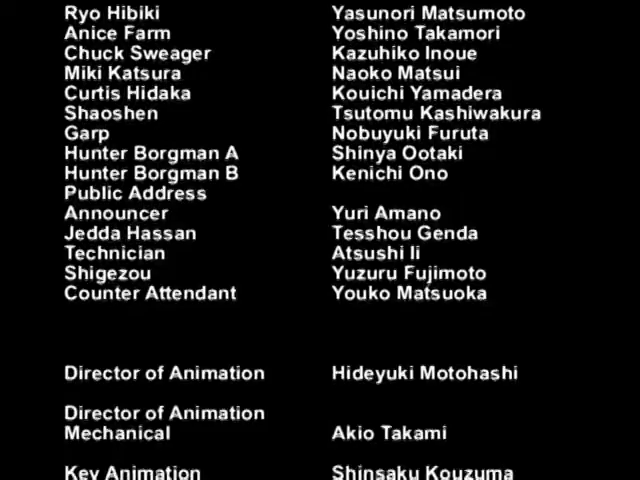 Ryo Hibiki Yasunori Matsumoto
Anice Farm Yoshino Takamori
Chuck Sweager Kazuhiko Inoue
Miki Katsura Naoko Matsui
Curtis Hidaka Kouichi Yamadera
Shaoshen Tsutomu Kashiwakura
Garp Nobuyuki Furuta
Hunter Borgman A Shinya Ootaki
Hunter Borgman B Kenichi Ono
Public Address
Announcer Yuri Amano
Jedda Hassan Tesshou Genda
Technician Atsushi Ii
Shigezou Yuzuru Fujimoto
Counter Attendant Youko Matsuoka
Director of Animation Hideyuki Motohashi
Director of Animation
Mechanical Akio Takami
Key Animation Shinsaku Kouzuma